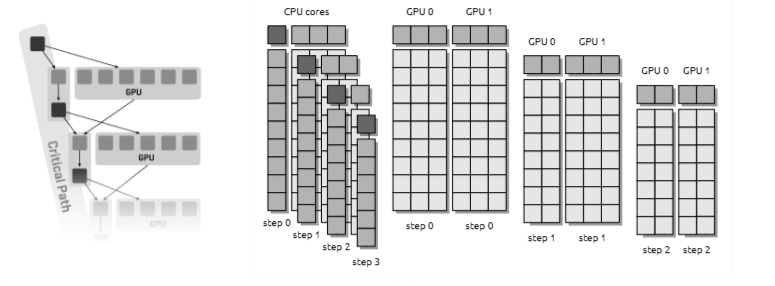 GPU
GPU
GPU
Critical Path
CPU cores
step 0
step 1
step 2
step 3
GPU 0
GPU 1
step 0
step 0
GPU 0
GPU 1
step 1
step 1
GPU 0
GPU 1
step 2
step 2